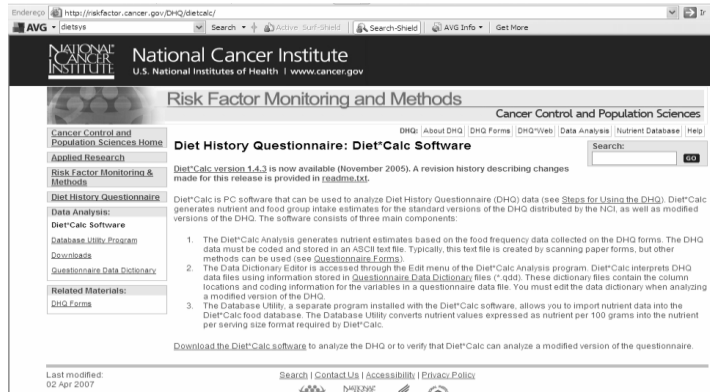 Endereço http://riskfactor.cancer.gov/DHQ/dietcalc/ Ir
AVG dietsys Search Active Surf-Shield Search-Shield AVG Info Get More
NATIONAL CANCER INSTITUTE
National Cancer Institute
U.S. National Institutes of Health | www.cancer.gov
Risk Factor Monitoring and Methods
Cancer Control and Population Sciences
DHQ: About DHQ DHQ Forms DHQ*Web Data Analysis Nutrient Database Help
Cancer Control and
Population Sciences Home
Applied Research
Risk Factor Monitoring &
Methods
Diet History Questionnaire
Data Analysis:
Diet*Calc Software
Database Utility Program
Downloads
Questionnaire Data Dictionary
Related Materials:
DHQ Forms
Diet History Questionnaire: Diet*Calc Software
Search:
GO
Diet*Calc version 1.4.3 is now available (November 2005). A revision history describing changes
made for this release is provided in readme.txt.
Diet*Calc is PC software that can be used to analyze Diet History Questionnaire (DHQ) data (see Steps for Using the DHQ). Diet*Calc
generates nutrient and food group intake estimates for the standard versions of the DHQ distributed by the NCI, as well as modified
versions of the DHQ. The software consists of three main components:
1. The Diet*Calc Analysis generates nutrient estimates based on the food frequency data collected on the DHQ forms. The DHQ
data must be coded and stored in an ASCII text file. Typically, this text file is created by scanning paper forms, but other
methods can be used (see Questionnaire Forms).
2. The Data Dictionary Editor is accessed through the Edit menu of the Diet*Calc Analysis program. Diet*Calc interprets DHQ
data files using information stored in Questionnaire Data Dictionary files (*.qdd). These dictionary files contain the column
locations and coding information for the variables in a questionnaire data file. You must edit the data dictionary when analyzing
a modified version of the DHQ.
3. The Database Utility, a separate program installed with the Diet*Calc software, allows you to import nutrient data into the
Diet*Calc food database. The Database Utility converts nutrient values expressed as nutrient per 100 grams into the nutrient
per serving size format required by Diet*Calc.
Download the Diet*Calc software to analyze the DHQ or to verify that Diet*Calc can analyze a modified version of the questionnaire.
Last modified:
02 Apr 2007
Search | Contact Us | Accessibility | Privacy Policy
NATIONAL